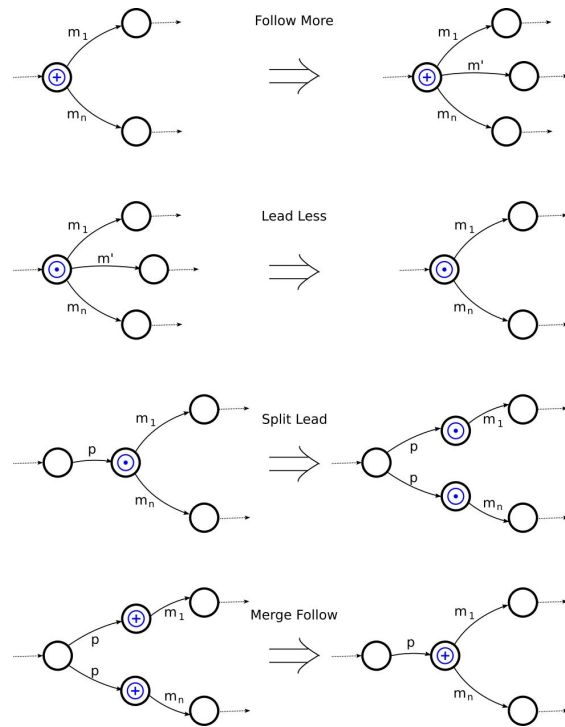 m1 Follow More m1
m'
mn mn
m1 Lead Less m1
m'
mn mn
m1 Split Lead m1
p p
p
mn mn
m1 Merge Follow m1
p p
p
mn mn